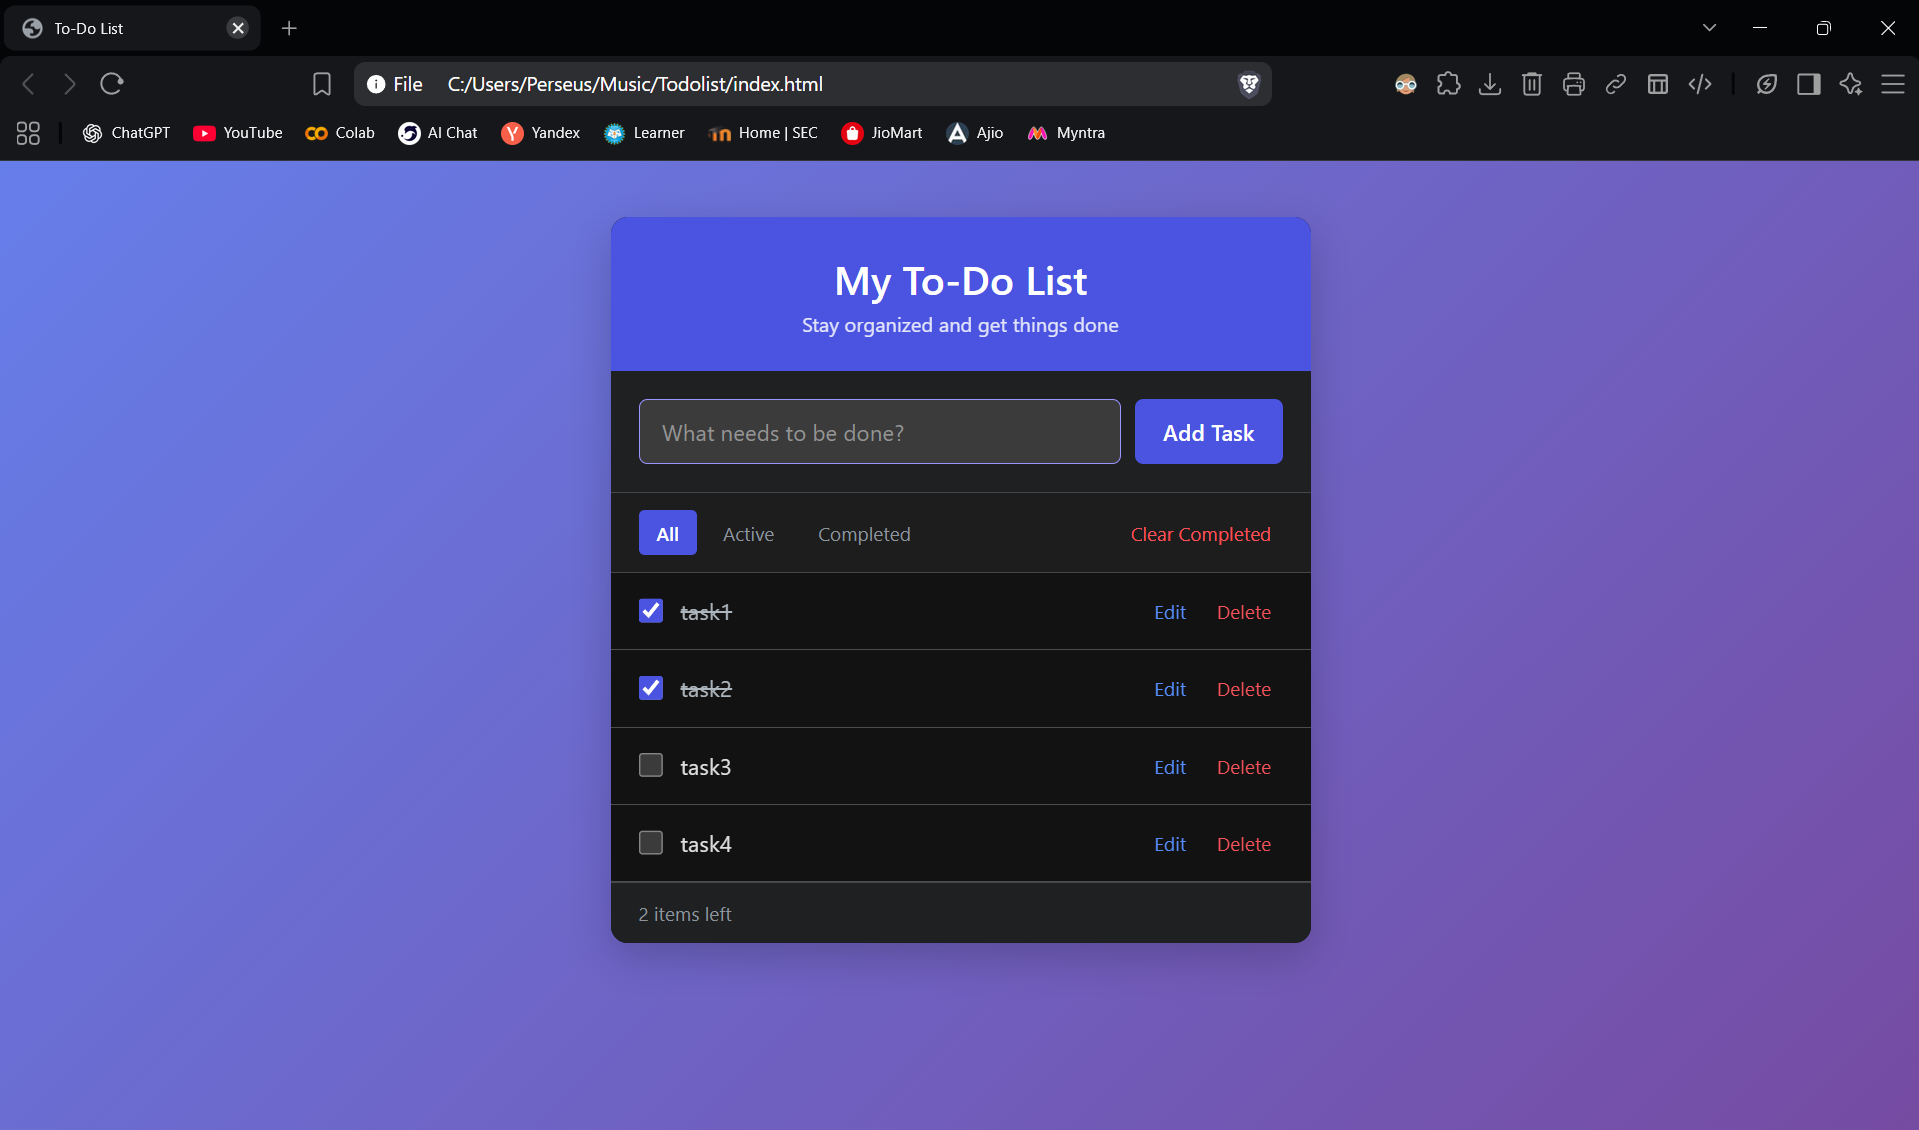 To-Do List
File C:/Users/Perseus/Music/Todolist/index.html
ChatGPT YouTube Colab AI Chat Yandex Learner Home | SEC JioMart Ajio Myntra
My To-Do List
Stay organized and get things done
What needs to be done? Add Task
All Active Completed Clear Completed
task1 Edit Delete
task2 Edit Delete
task3 Edit Delete
task4 Edit Delete
2 items left